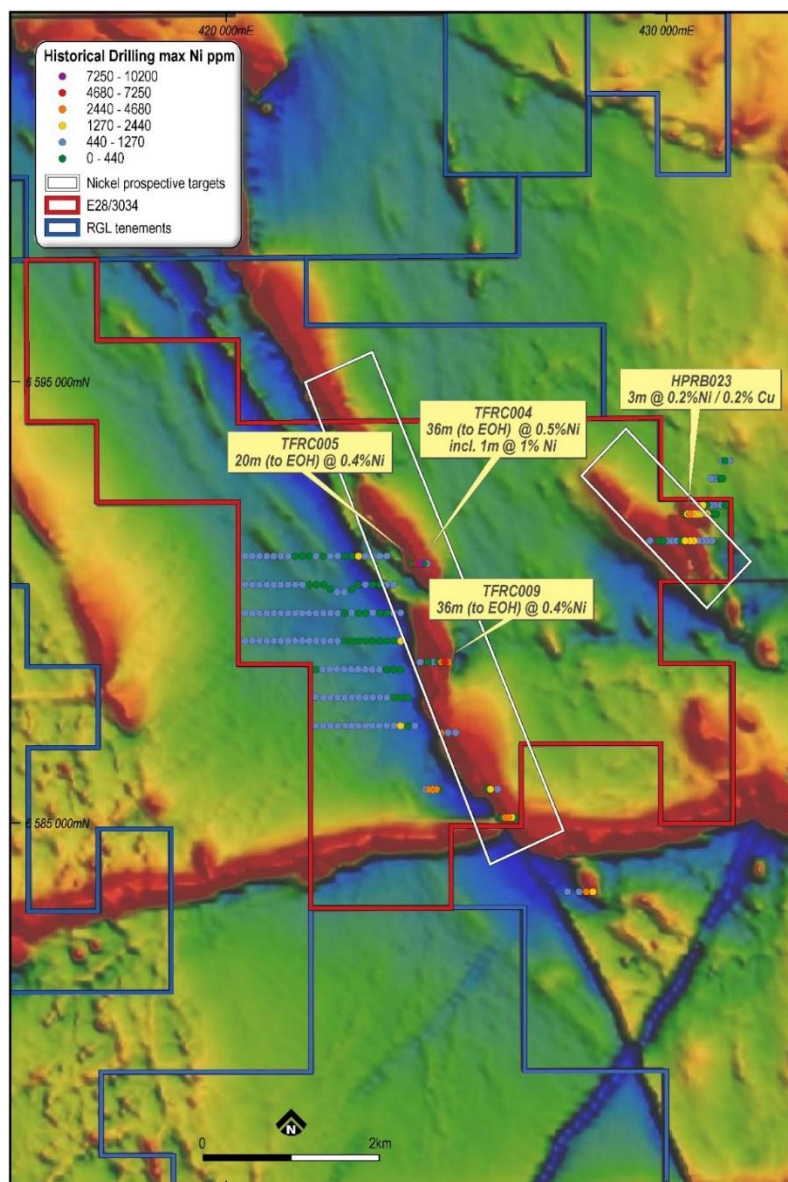 420 000mE
430 000mE
Historical Drilling max Ni ppm
7250 - 10200
4680 - 7250
2440 - 4680
1270 - 2440
440 - 1270
0 - 440
Nickel prospective targets
E28/3034
RGL tenements
6 595 000mN
HPRB023
3m @ 0.2%Ni / 0.2% Cu
TFRC004
36m (to EOH) @ 0.5%Ni
incl. 1m @ 1% Ni
TFRC005
20m (to EOH) @ 0.4%Ni
TFRC009
36m (to EOH) @ 0.4%Ni
6 585 000mN
N
0
2km